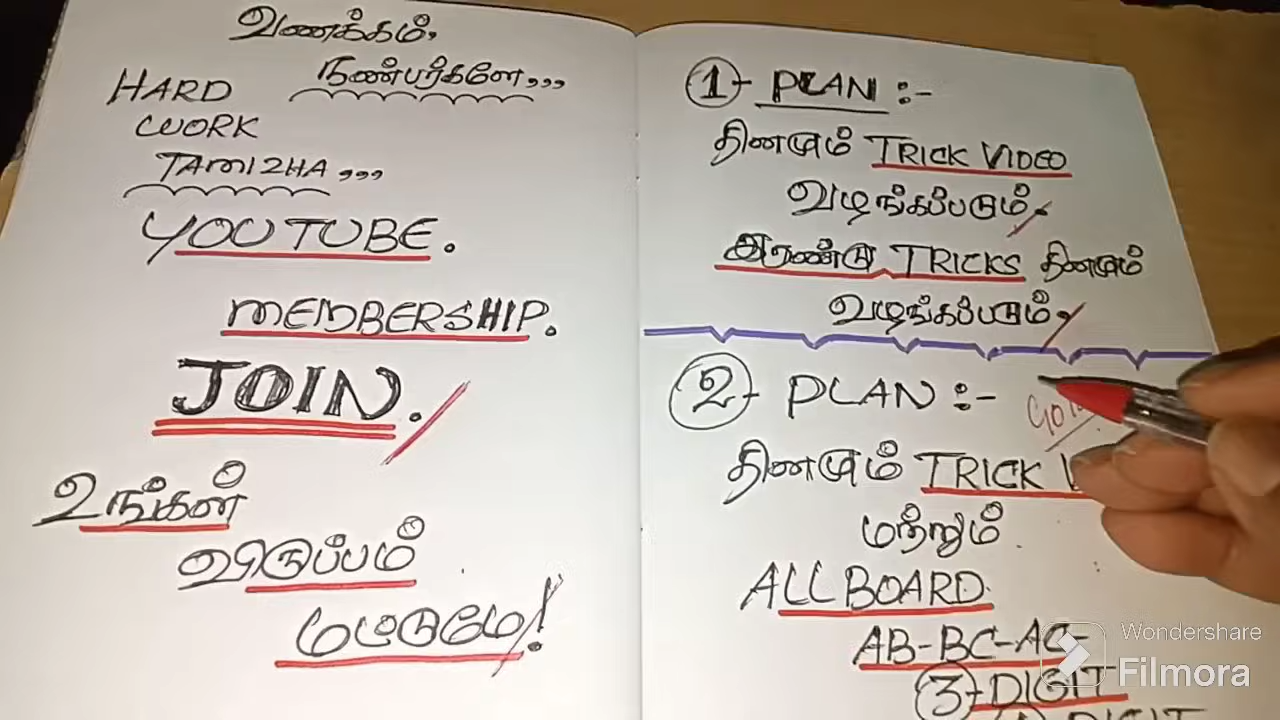 வணக்கம்,
நண்பர்களே,,,
HARD
WORK
TAMIZHA,,,
YOUTUBE.
MEMBERSHIP.
JOIN.
உங்கள்
விருப்பம்
மட்டுமே!
1- PLAN :-
தினமும் TRICK VIDEO
வழங்கப்படும்.
இரண்டு TRICKS தினமும்
வழங்கப்படும்.
2- PLAN :-
தினமும் TRICK
மற்றும்
ALL BOARD.
AB-BC-AC-
3-DIGIT
DIGIT
Wondershare
Filmora